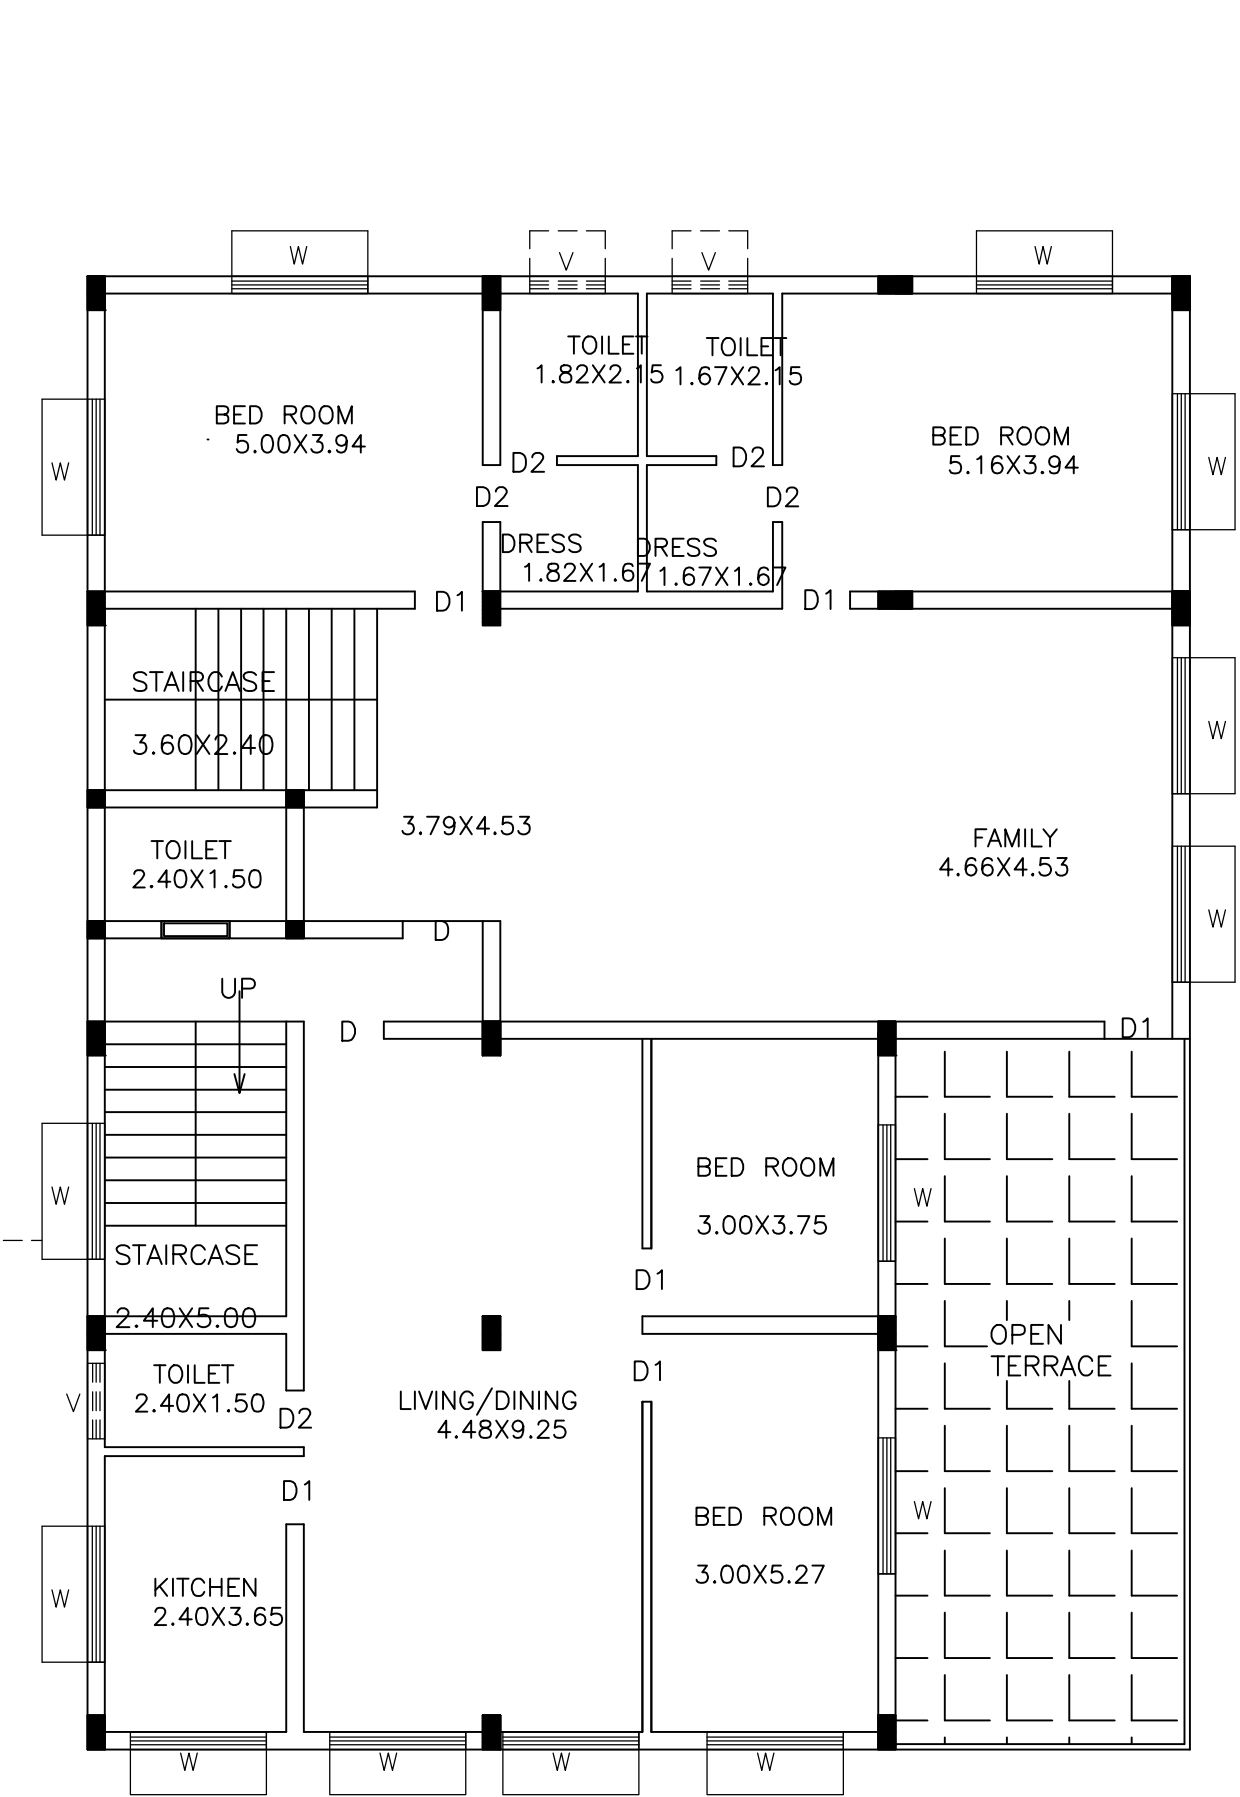 W
V
V
W
TOILET
1.82X2.15
TOILET
1.67X2.15
BED ROOM
5.00X3.94
BED ROOM
5.16X3.94
W
D2
D2
W
D2
D2
DRESS
1.82X1.67
DRESS
1.67X1.67
D1
D1
STAIRCASE
3.60X2.40
W
3.79X4.53
FAMILY
4.66X4.53
TOILET
2.40X1.50
W
D
UP
D
D1
BED ROOM
3.00X3.75
W
W
STAIRCASE
2.40X5.00
D1
OPEN
TERRACE
TOILET
2.40X1.50
V
D1
LIVING/DINING
4.48X9.25
D2
D1
BED ROOM
3.00X5.27
W
KITCHEN
2.40X3.65
W
W
W
W
W